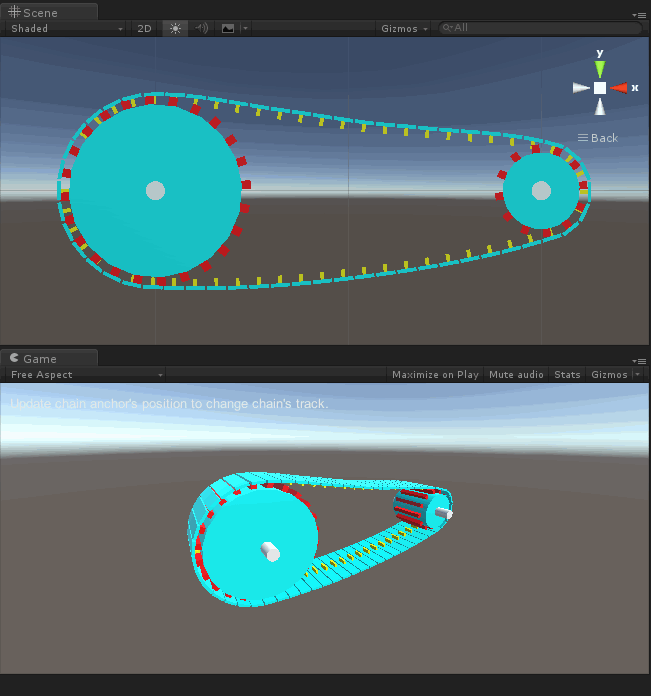 Scene
Shaded 2D Gizmos All
y
x
Back
Game
Free Aspect Maximize on Play Mute audio Stats Gizmos
Update chain anchor's position to change chain's track.